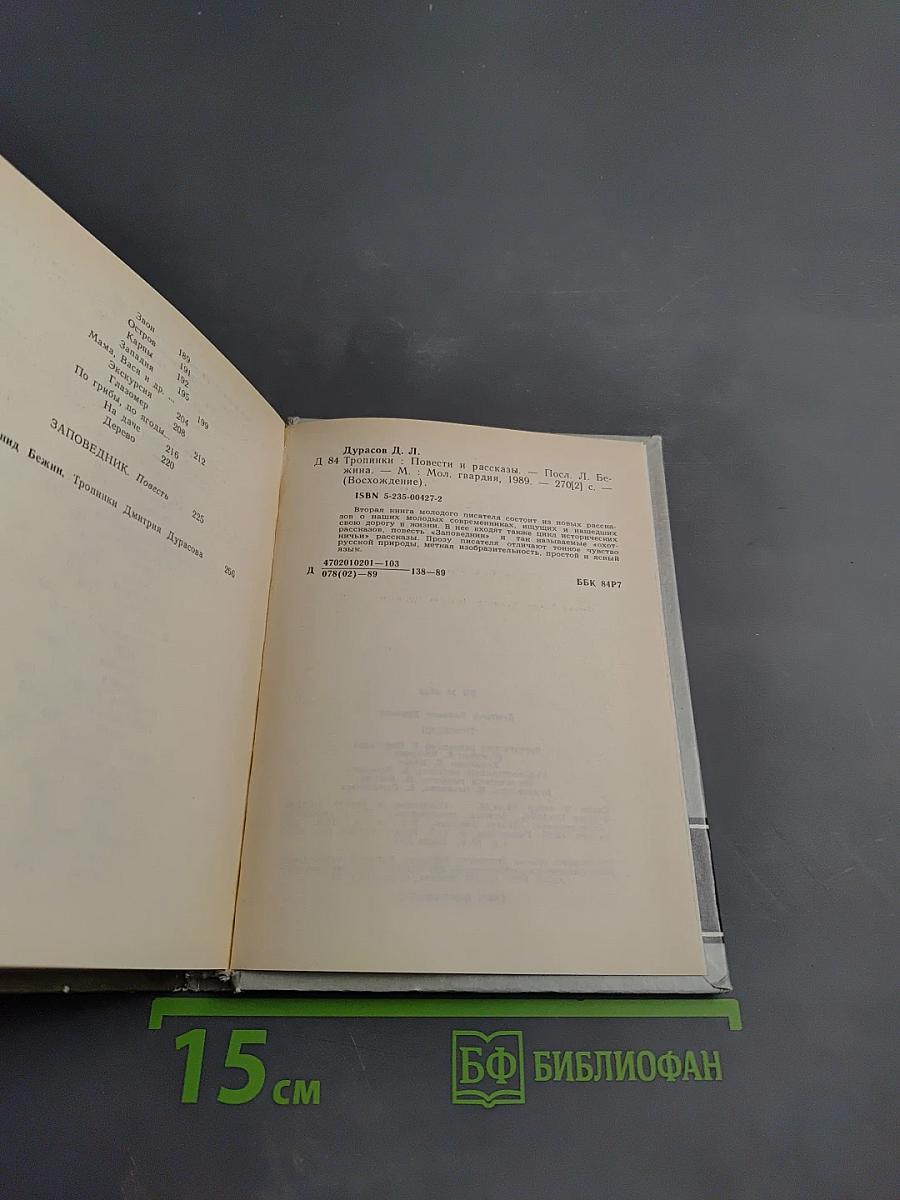 Звон
Остров 189
Карпы 191
Западня 192
Мама, Вася и др. ... 195
Экскурсия 199
Глазомер 204
По грибы, по ягоды... 208
На даче 212
Дерево 216
220
ЗАПОВЕДНИК. Повесть
225
нид Бежин. Тропинки Дмитрия Дурасова
266
Дурасов Д. Л.
Д 84 Тропинки : Повести и рассказы. — Посл. Л. Бе-
жина. — М. : Мол. гвардия, 1989. — 270[2] с. —
(Восхождение).
ISBN 5-235-00427-2
Вторая книга молодого писателя состоит из новых расска-
зов о наших молодых современниках, ищущих и нашедших
свою дорогу в жизни. В нее входят также цикл исторических
рассказов, повесть «Заповедник» и так называемые «охот-
ничьи» рассказы. Прозу писателя отличают тонкое чувство
русской природы, меткая изобразительность, простой и ясный
язык.
Д 4702010201—103
078(02)—89 138—89
ББК 84Р7
15 см
БФ БИБЛИОФАН